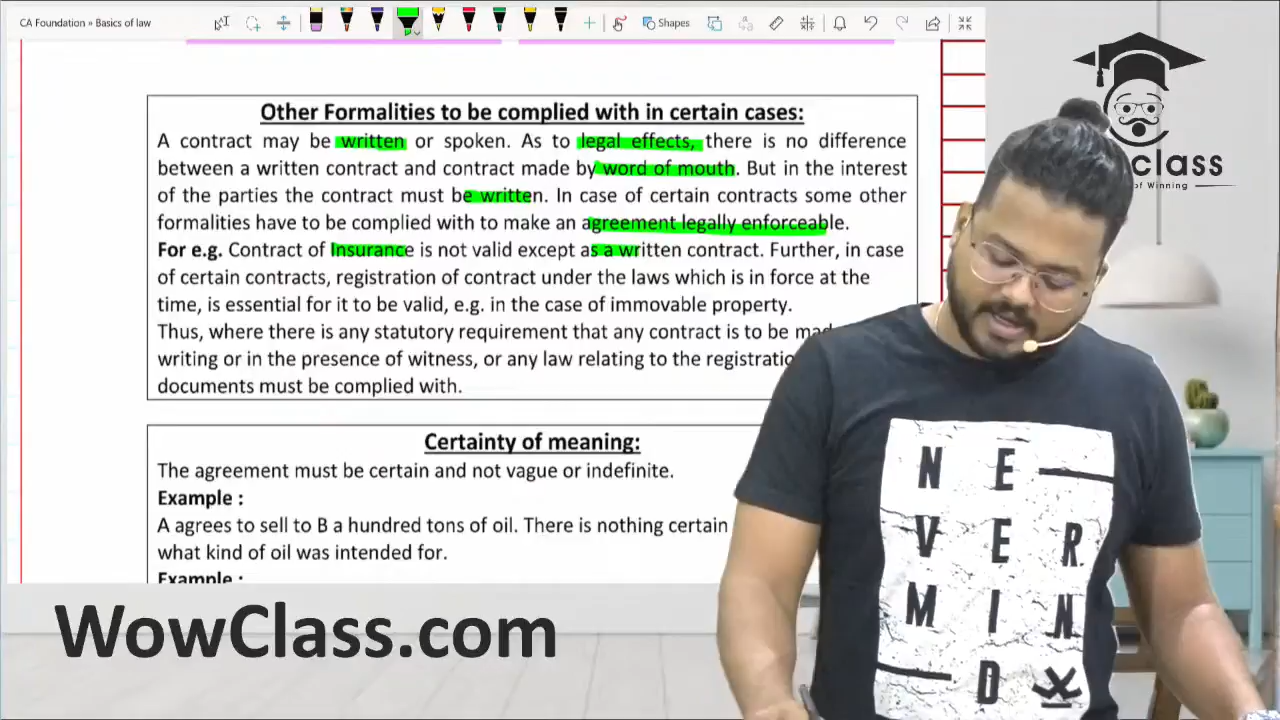 CA Foundation » Basics of law
Shapes
Other Formalities to be complied with in certain cases:
A contract may be written or spoken. As to legal effects, there is no difference
between a written contract and contract made by word of mouth. But in the interest
of the parties the contract must be written. In case of certain contracts some other
formalities have to be complied with to make an agreement legally enforceable.
For e.g. Contract of Insurance is not valid except as a written contract. Further, in case
of certain contracts, registration of contract under the laws which is in force at the
time, is essential for it to be valid, e.g. in the case of immovable property.
Thus, where there is any statutory requirement that any contract is to be
writing or in the presence of witness, or any law relating to the
documents must be complied with.
Certainty of meaning:
The agreement must be certain and not vague or indefinite.
Example :
A agrees to sell to B a hundred tons of oil. There is nothing certain
what kind of oil was intended for.
Example :
class
of Winning
NE
VER
MIN
D
WowClass.com